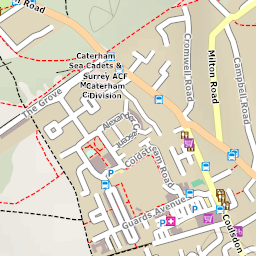 Road
Caterham
Sea Cadets &
Surrey ACF
Caterham
Division
The Grove
Cromwell Road
Milton Road
Campbell Road
Coldstream Road
Guards Avenue
Coulsdon